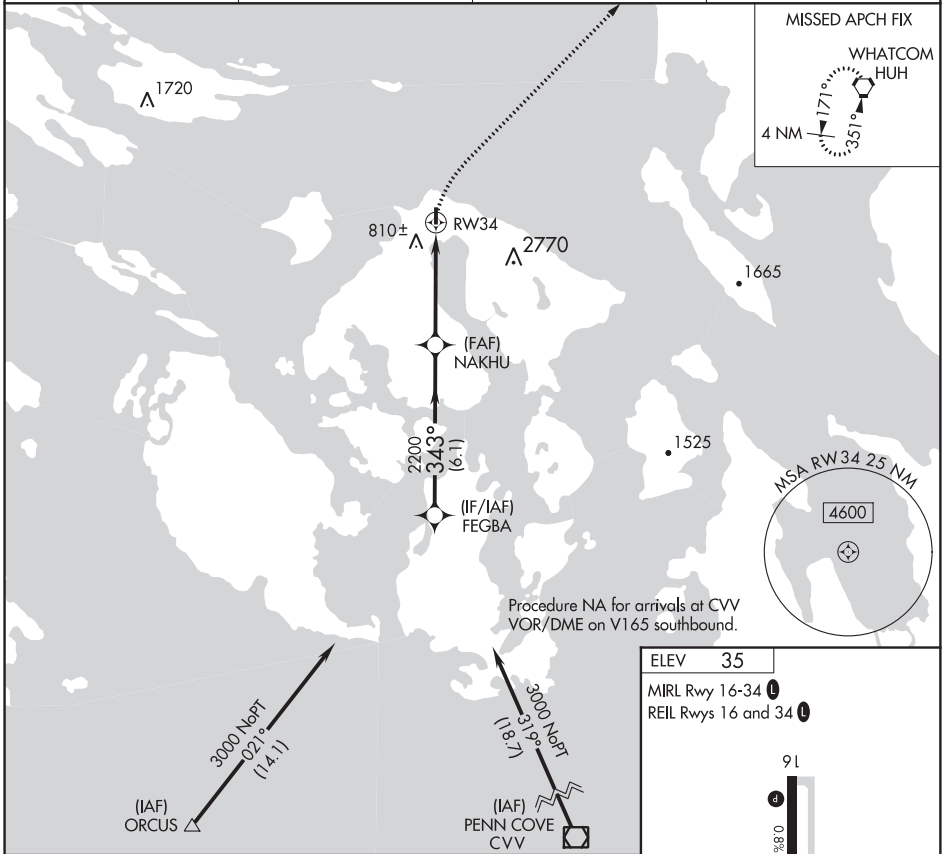 MISSED APCH FIX
WHATCOM
HUH
171°
351°
4 NM
1720
RW34
810±
2770
1665
(FAF)
NAKHU
2200
343°
(6.1)
1525
(IF/IAF)
FEGBA
MSA RW34 25 NM
4600
Procedure NA for arrivals at CVV
VOR/DME on V165 southbound.
3000 NoPT
021°
(14.1)
3000 NoPT
319°
(18.7)
(IAF)
ORCUS
(IAF)
PENN COVE
CVV
ELEV 35
MIRL Rwy 16-34 L
REIL Rwys 16 and 34 L
16
P
0.8%